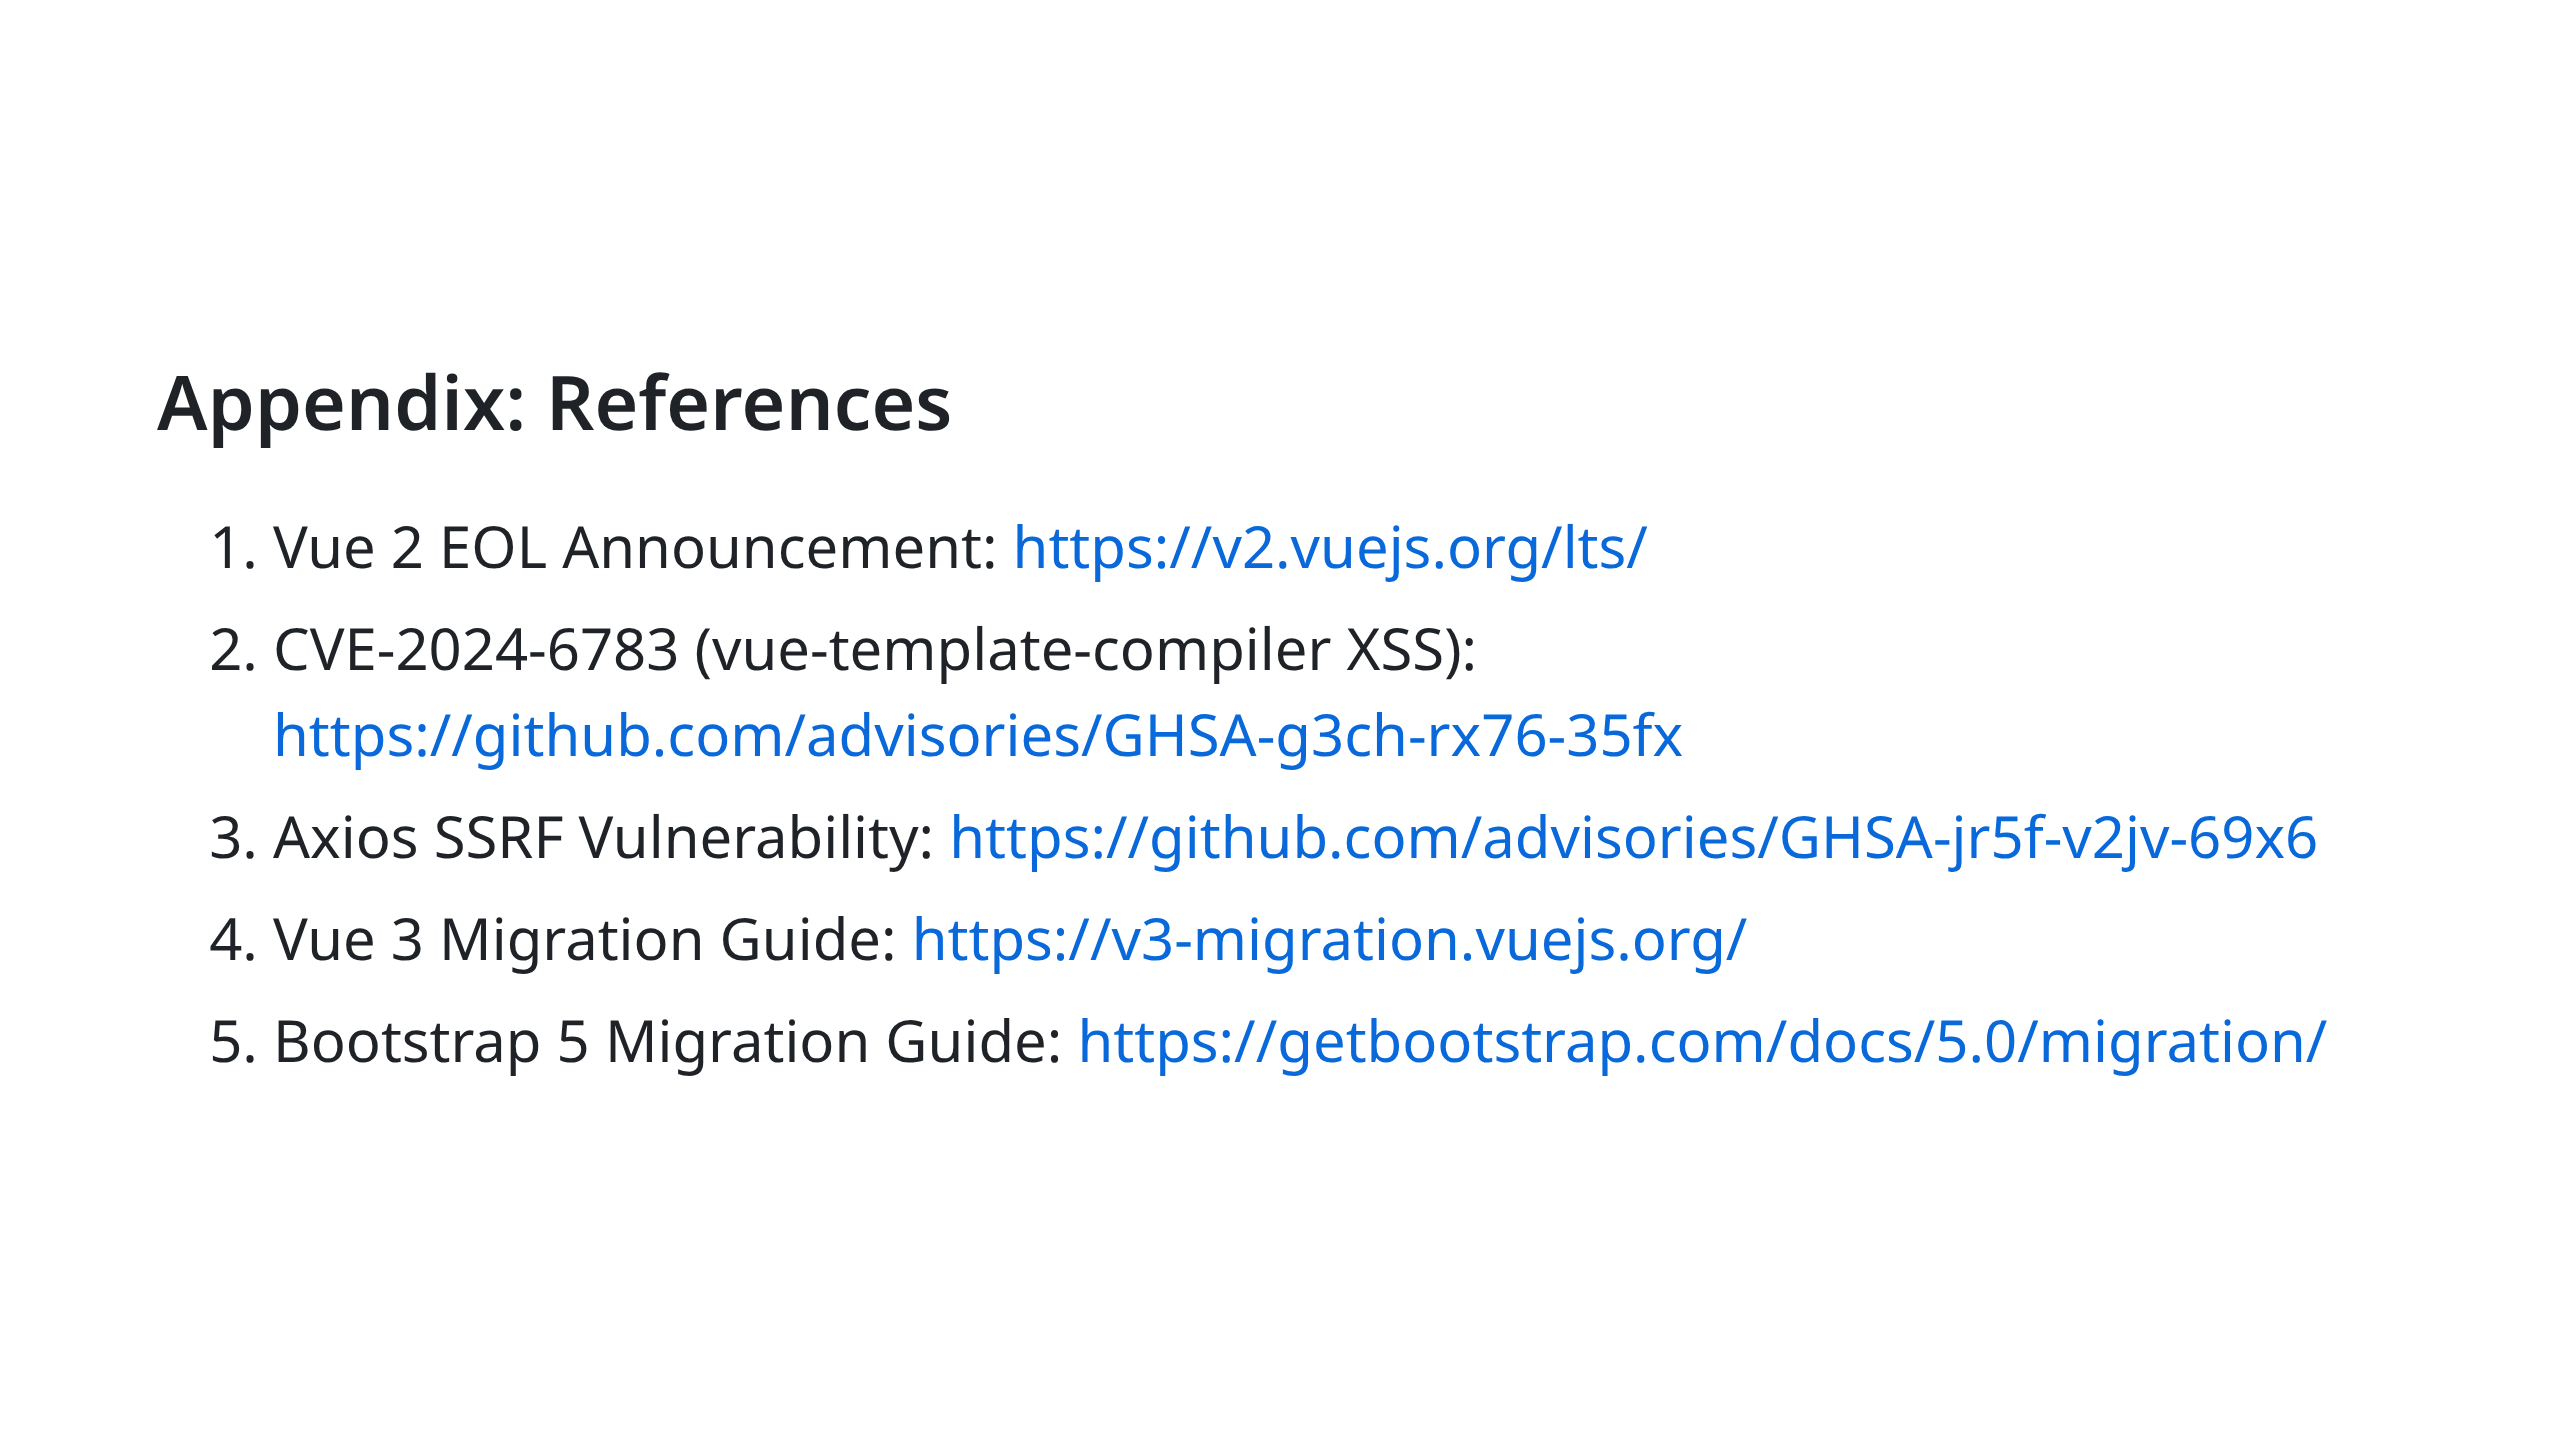 Appendix: References
1. Vue 2 EOL Announcement: https://v2.vuejs.org/lts/
2. CVE-2024-6783 (vue-template-compiler XSS):
https://github.com/advisories/GHSA-g3ch-rx76-35fx
3. Axios SSRF Vulnerability: https://github.com/advisories/GHSA-jr5f-v2jv-69x6
4. Vue 3 Migration Guide: https://v3-migration.vuejs.org/
5. Bootstrap 5 Migration Guide: https://getbootstrap.com/docs/5.0/migration/